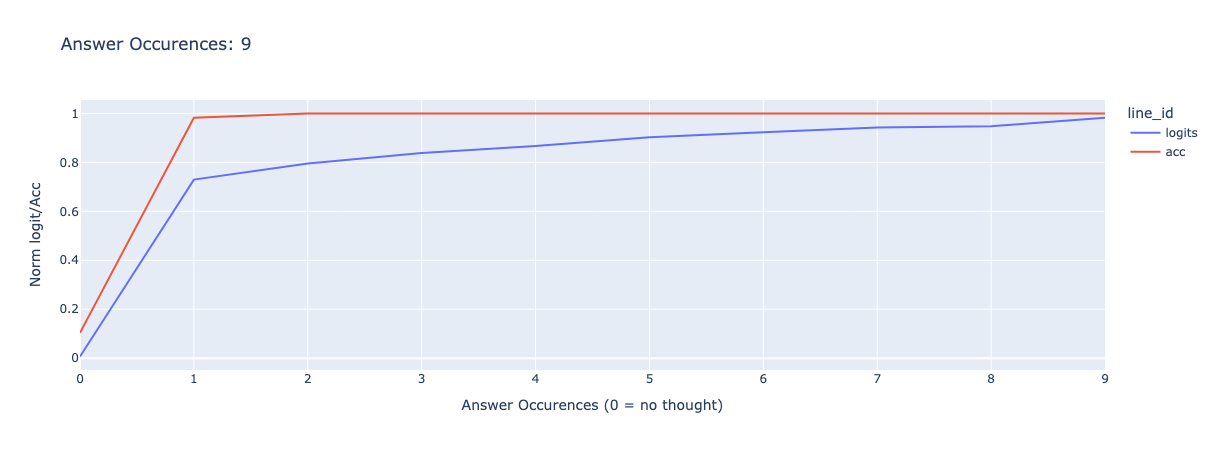 Answer Occurences: 9
line_id
logits
acc
Norm logit/Acc
1
0.8
0.6
0.4
0.2
0
0 1 2 3 4 5 6 7 8 9
Answer Occurences (0 = no thought)